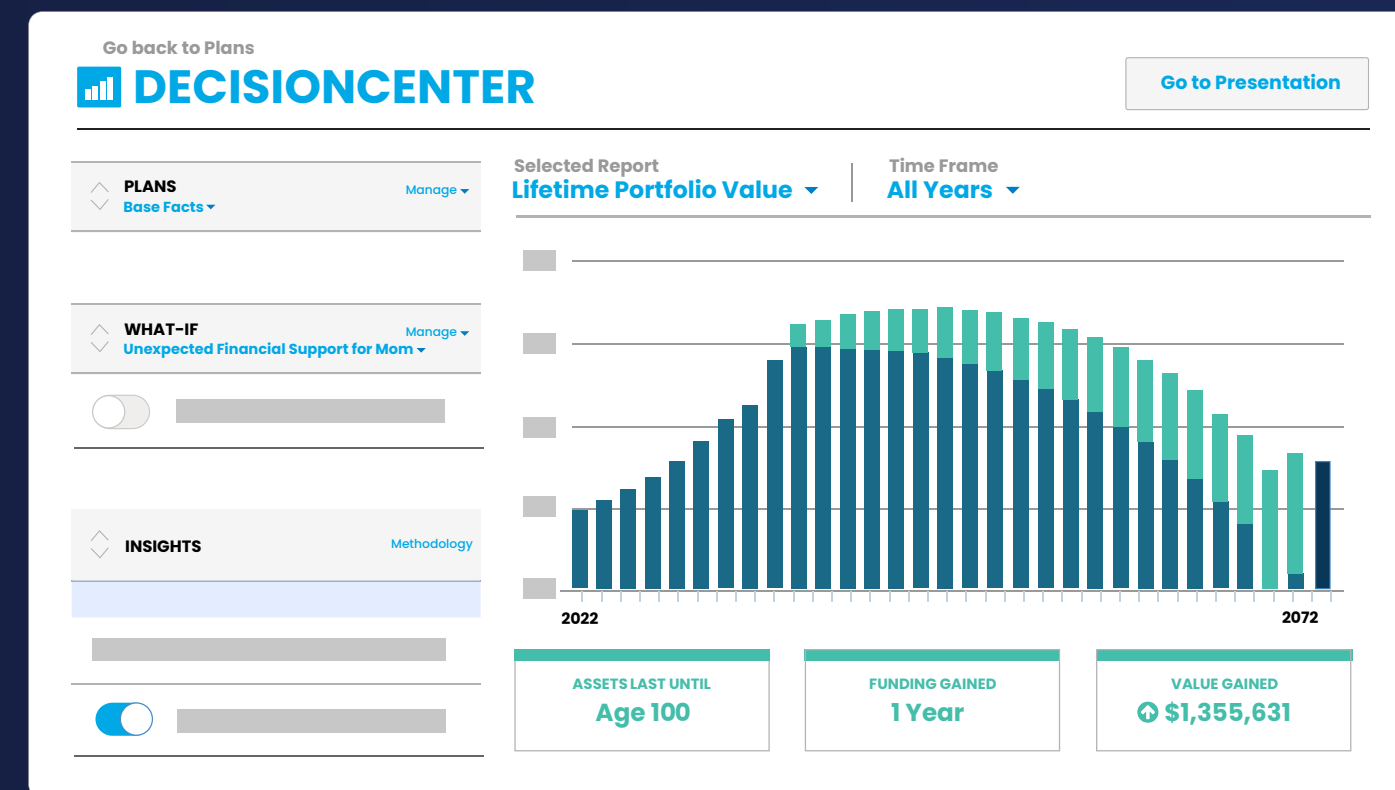 Go back to Plans
DECISIONCENTER
Go to Presentation
PLANS
Manage
Base Facts
WHAT-IF
Manage
Unexpected Financial Support for Mom
INSIGHTS
Methodology
Selected Report
Lifetime Portfolio Value
Time Frame
All Years
2022
2072
ASSETS LAST UNTIL
Age 100
FUNDING GAINED
1 Year
VALUE GAINED
$1,355,631